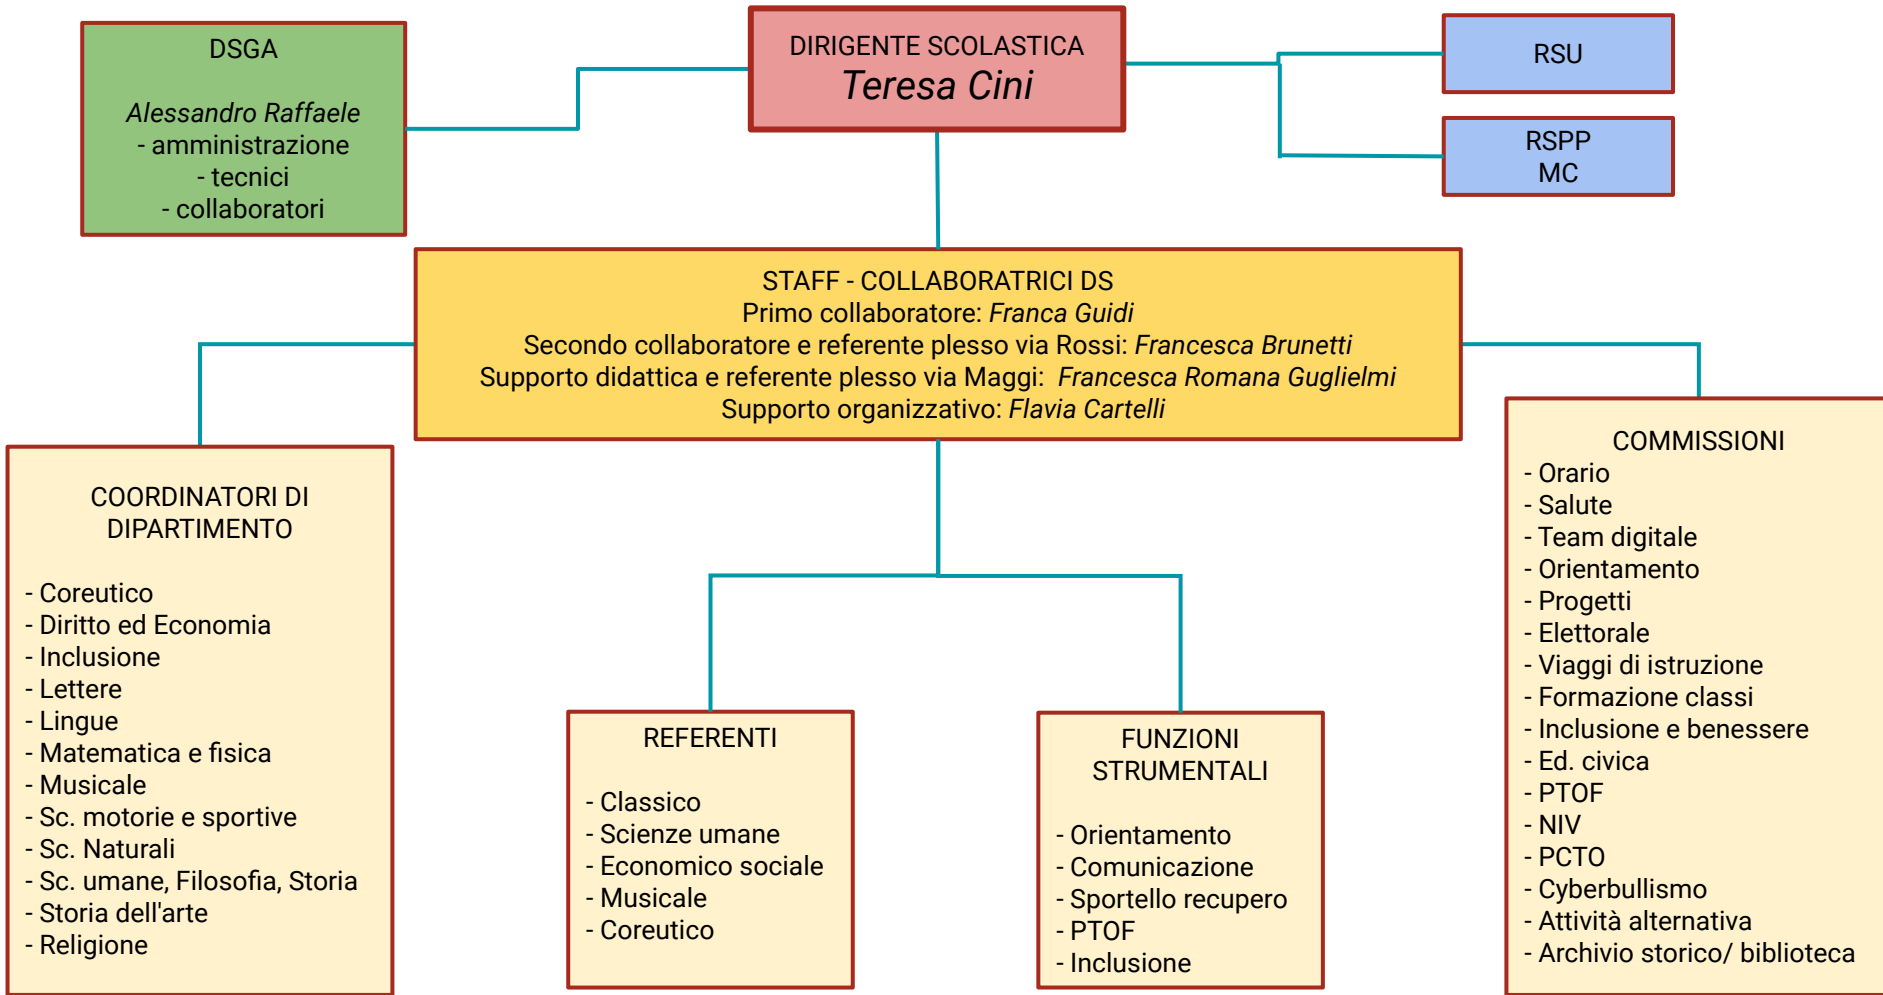 DSGA
Alessandro Raffaele
- amministrazione
- tecnici
- collaboratori
DIRIGENTE SCOLASTICA
Teresa Cini
RSU
RSPP
MC
STAFF - COLLABORATRICI DS
Primo collaboratore: Franca Guidi
Secondo collaboratore e referente plesso via Rossi: Francesca Brunetti
Supporto didattica e referente plesso via Maggi: Francesca Romana Guglielmi
Supporto organizzativo: Flavia Cartelli
COORDINATORI DI
DIPARTIMENTO
- Coreutico
- Diritto ed Economia
- Inclusione
- Lettere
- Lingue
- Matematica e fisica
- Musicale
- Sc. motorie e sportive
- Sc. Naturali
- Sc. umane, Filosofia, Storia
- Storia dell'arte
- Religione
REFERENTI
- Classico
- Scienze umane
- Economico sociale
- Musicale
- Coreutico
FUNZIONI
STRUMENTALI
- Orientamento
- Comunicazione
- Sportello recupero
- PTOF
- Inclusione
COMMISSIONI
- Orario
- Salute
- Team digitale
- Orientamento
- Progetti
- Elettorale
- Viaggi di istruzione
- Formazione classi
- Inclusione e benessere
- Ed. civica
- PTOF
- NIV
- PCTO
- Cyberbullismo
- Attività alternativa
- Archivio storico/ biblioteca